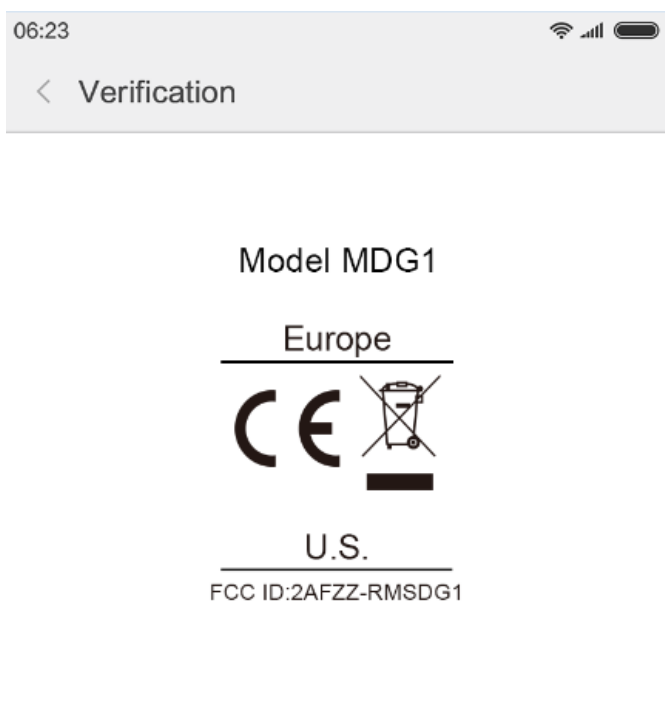 06:23
Verification
Model MDG1
Europe
CE
U.S.
FCC ID:2AFZZ-RMSDG1